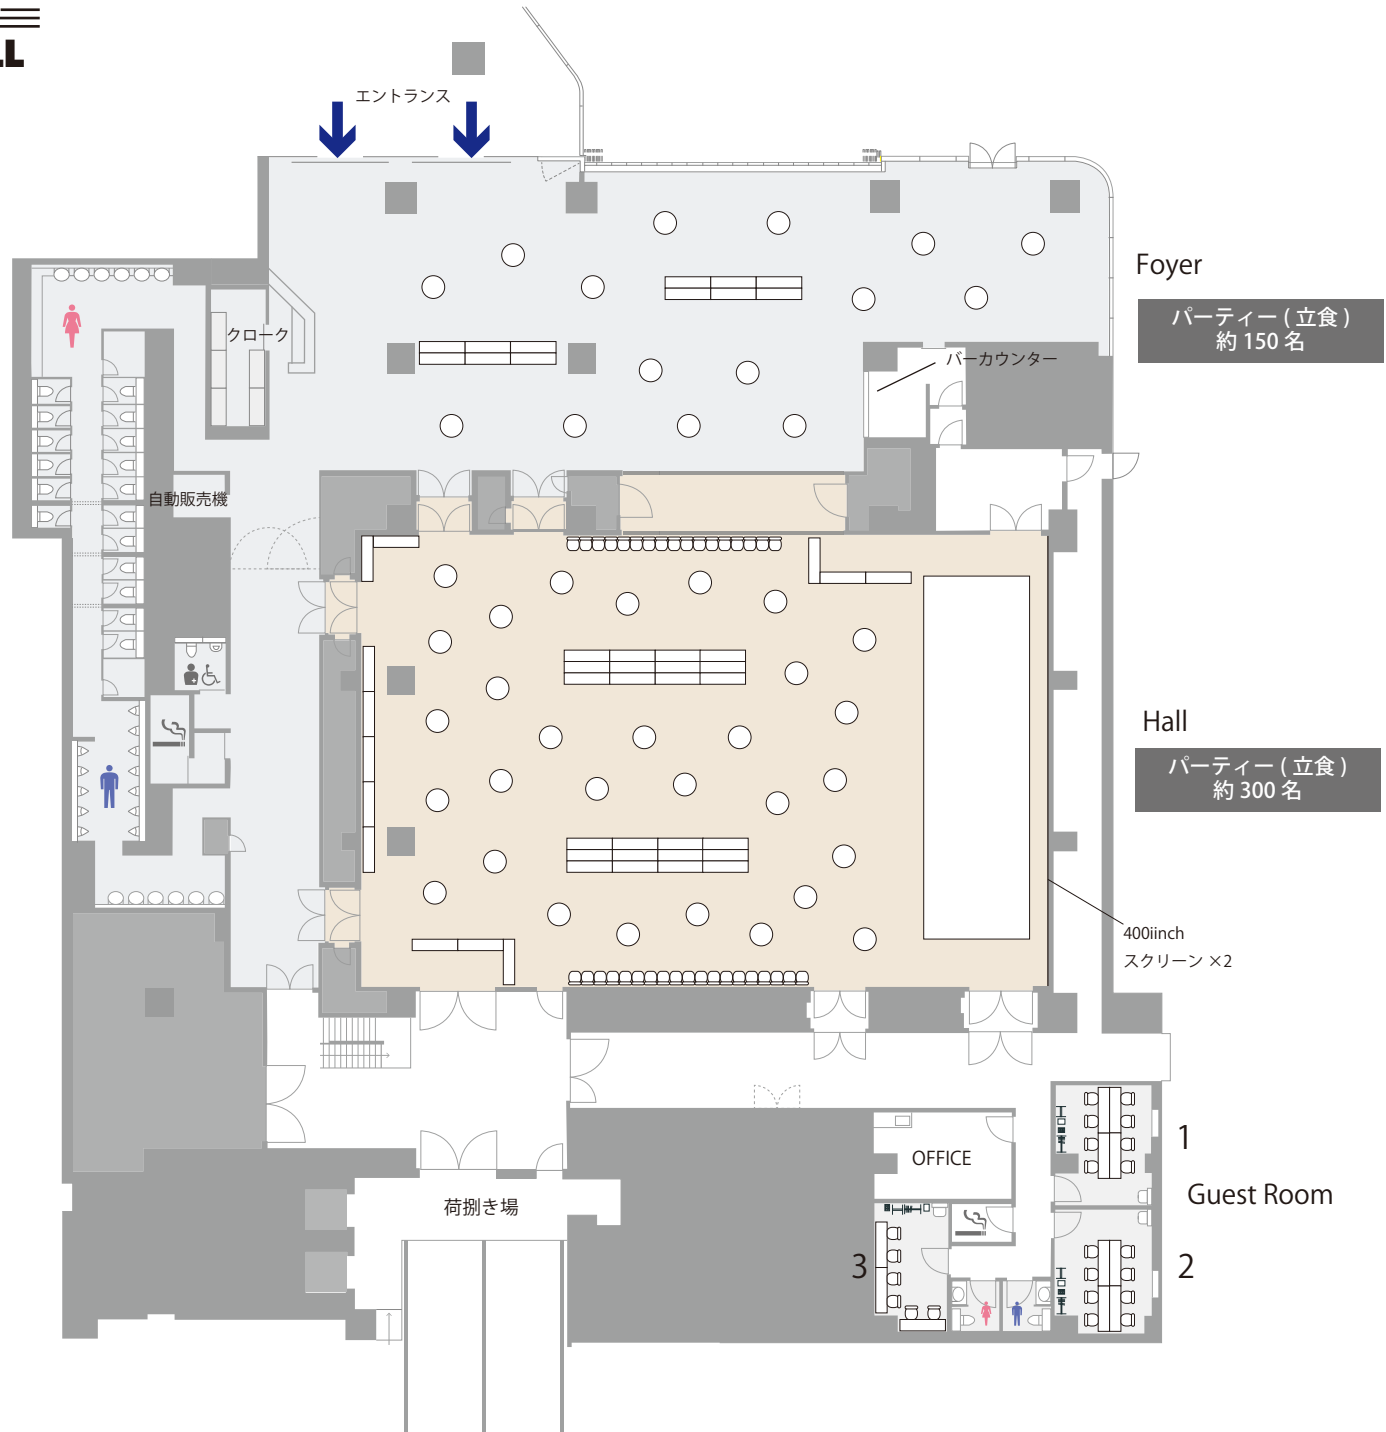 LL
エントランス
Foyer
パーティー ( 立食 )
約 150 名
クローク
バーカウンター
自動販売機
Hall
パーティー ( 立食 )
約 300 名
400iinch
スクリーン ×2
1
OFFICE
Guest Room
荷捌き場
3
2